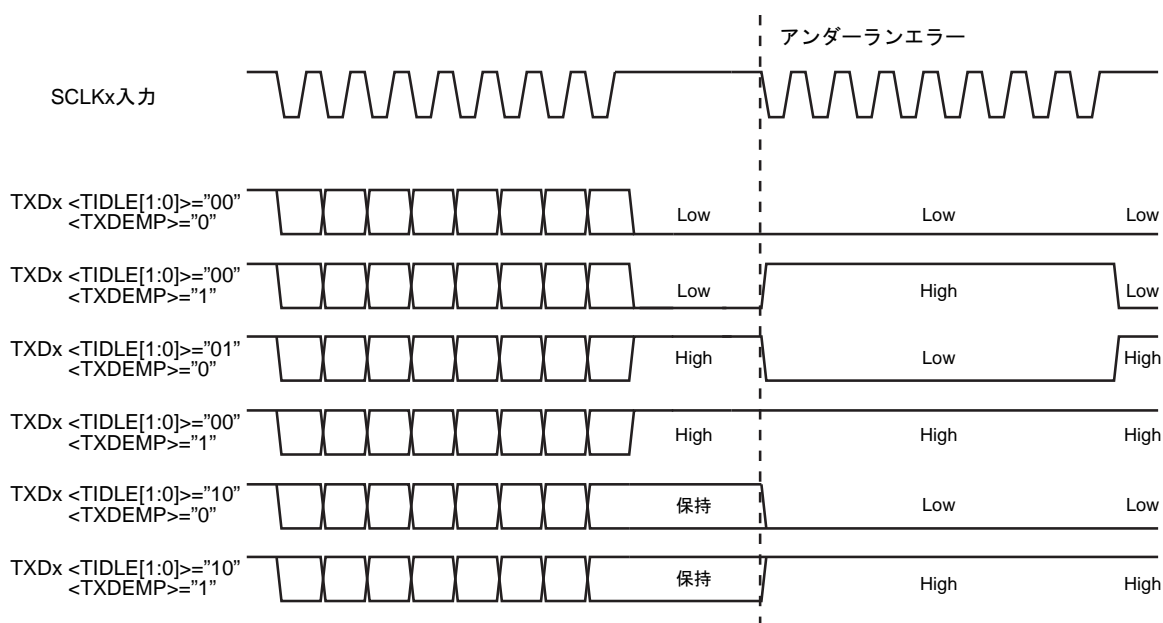 アンダーランエラー
SCLKx入力
TXDx <TIDLE[1:0]>=”00”
<TXDEMP>=”0”
Low
Low
Low
TXDx <TIDLE[1:0]>=”00”
<TXDEMP>=”1”
Low
High
Low
TXDx <TIDLE[1:0]>=”01”
<TXDEMP>=”0”
High
Low
High
TXDx <TIDLE[1:0]>=”00”
<TXDEMP>=”1”
High
High
High
TXDx <TIDLE[1:0]>=”10”
<TXDEMP>=”0”
保持
Low
Low
TXDx <TIDLE[1:0]>=”10”
<TXDEMP>=”1”
保持
High
High